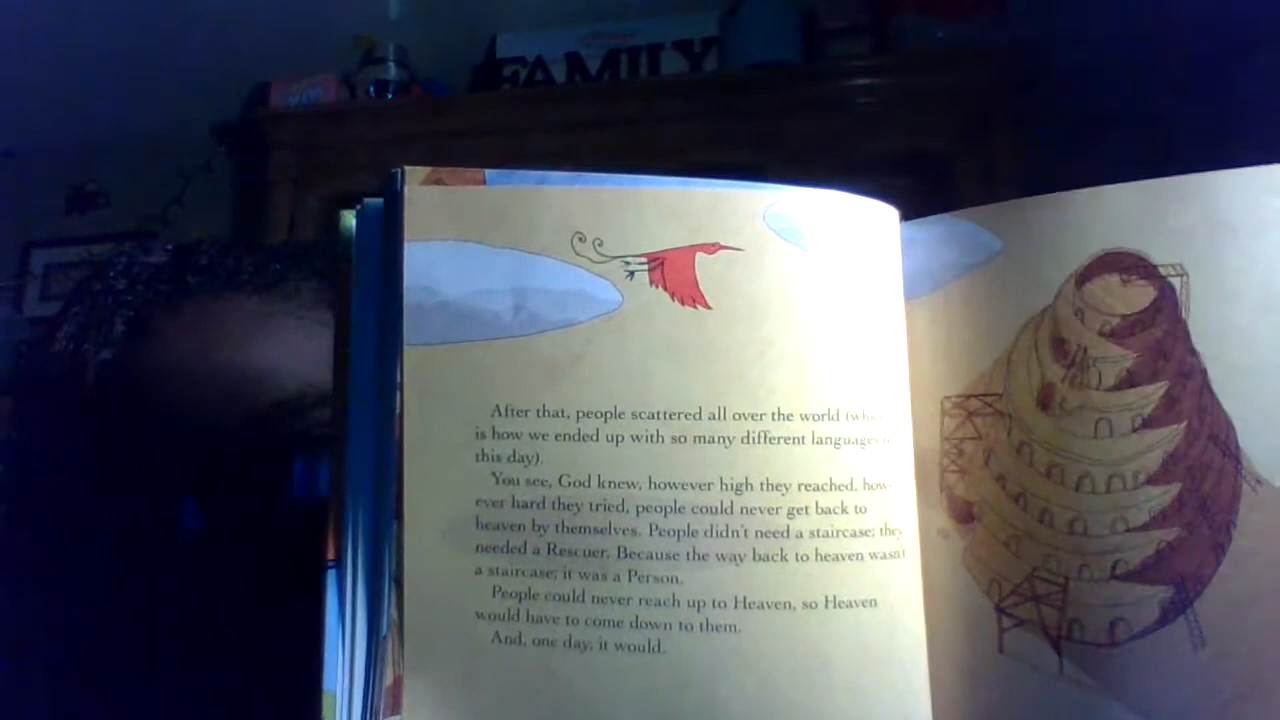 FAMILY
After that, people scattered all over the world
is how we ended up with so many different languages
this day).
You see, God knew, however high they reached, how-
ever hard they tried, people could never get back to
heaven by themselves. People didn't need a staircase; they
needed a Rescuer. Because the way back to heaven wasn't
a staircase; it was a Person.
People could never reach up to Heaven, so Heaven
would have to come down to them.
And, one day, it would.